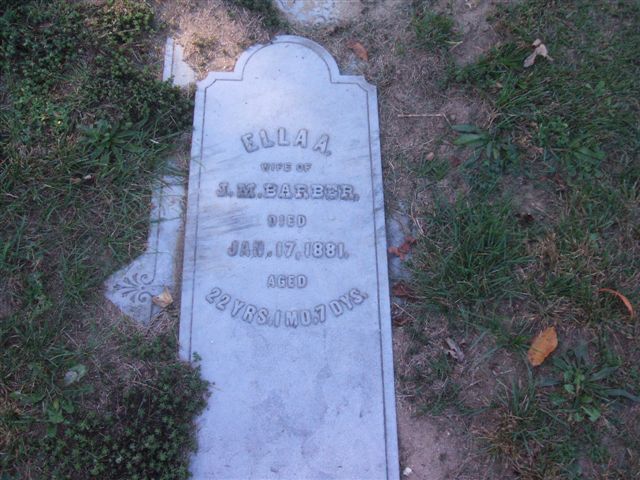 ELLA A.
WIFE OF
J. M. BARBER,
DIED
JAN. 17, 1881.
AGED
22 YRS. 1 MO. 7 DYS.